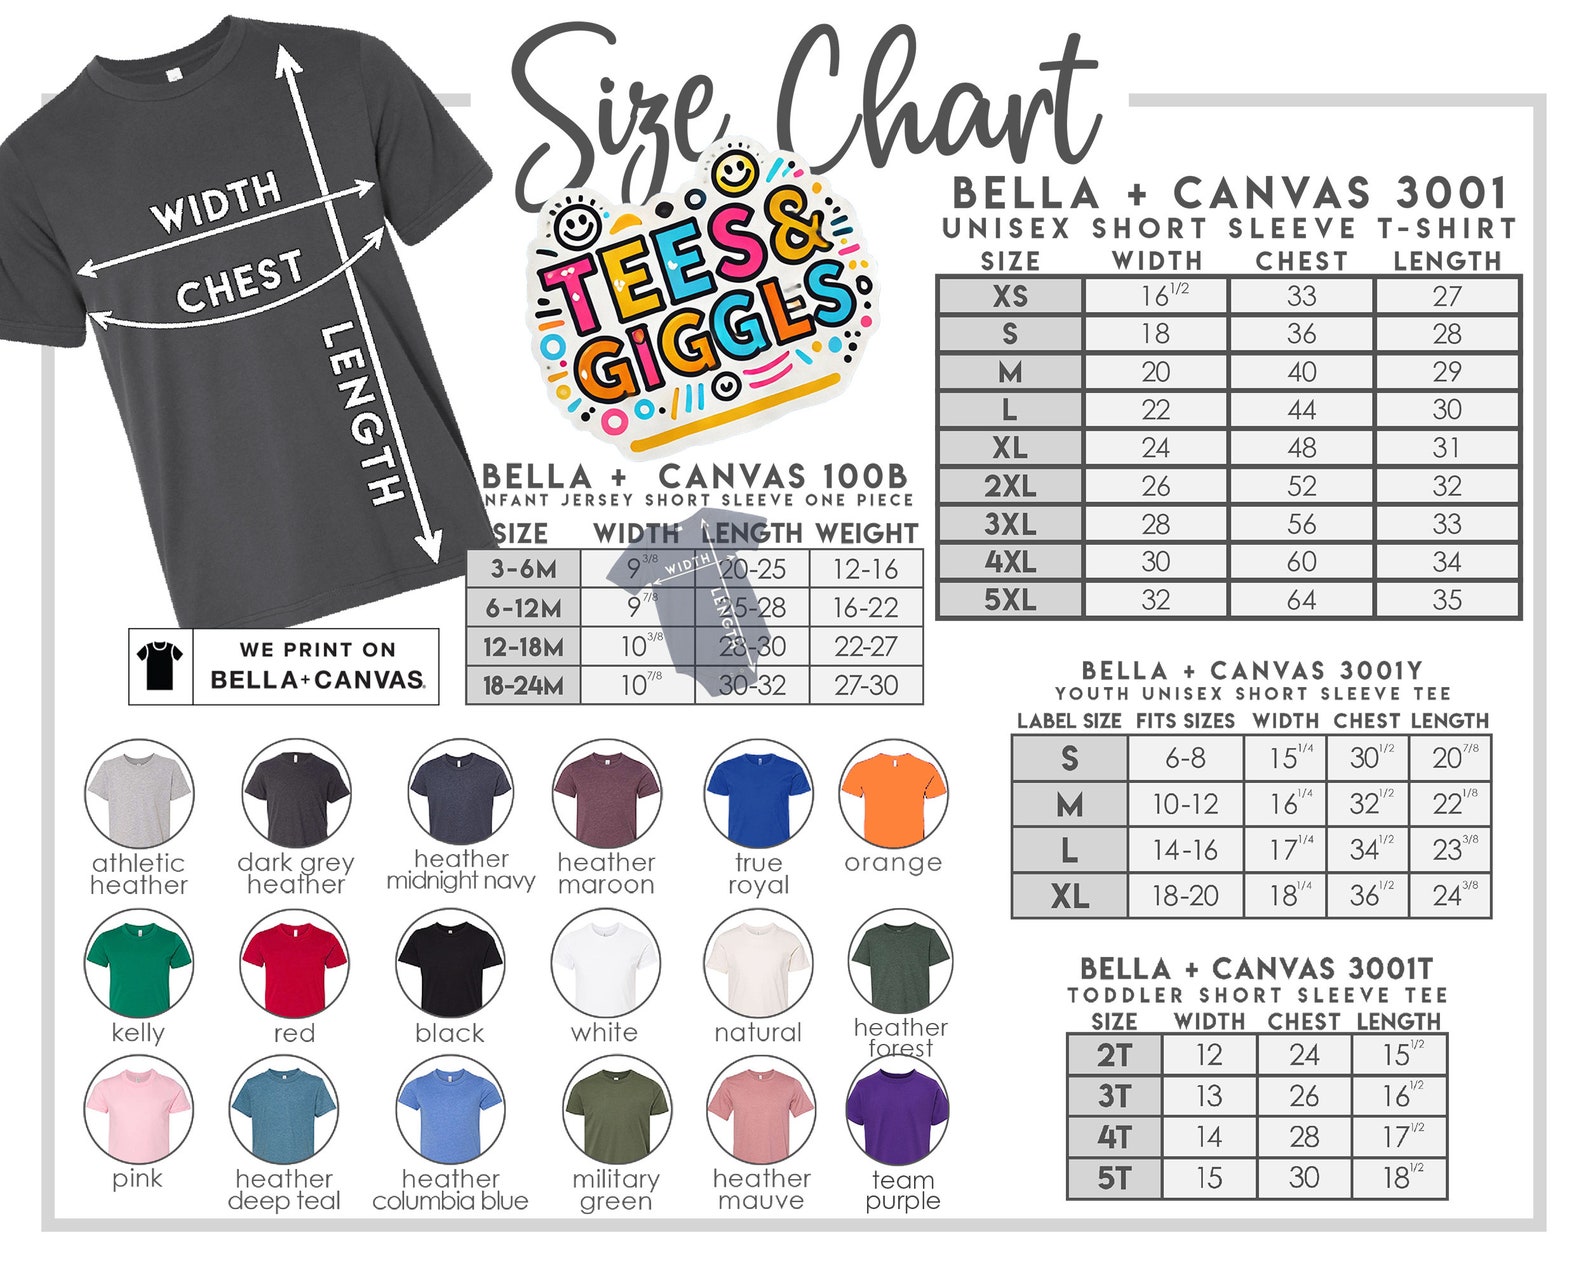 Size Chart
WIDTH
CHEST
LENGTH
TEES &
GIGGLES
BELLA + CANVAS 3001
UNISEX SHORT SLEEVE T-SHIRT
SIZE WIDTH CHEST LENGTH
XS 16 1/2 33 27
S 18 36 28
M 20 40 29
L 22 44 30
XL 24 48 31
2XL 26 52 32
3XL 28 56 33
4XL 30 60 34
5XL 32 64 35
BELLA + CANVAS 100B
INFANT JERSEY SHORT SLEEVE ONE PIECE
SIZE WIDTH LENGTH WEIGHT
3-6M 9 3/8 20-25 12-16
6-12M 9 7/8 25-28 16-22
12-18M 10 3/8 28-30 22-27
18-24M 10 7/8 30-32 27-30
WIDTH
LENGTH
WE PRINT ON
BELLA+CANVAS®
BELLA + CANVAS 3001Y
YOUTH UNISEX SHORT SLEEVE TEE
LABEL SIZE FITS SIZES WIDTH CHEST LENGTH
S 6-8 15 1/4 30 1/2 20 7/8
M 10-12 16 1/4 32 1/2 22 1/8
L 14-16 17 1/4 34 1/2 23 3/8
XL 18-20 18 1/4 36 1/2 24 3/8
BELLA + CANVAS 3001T
TODDLER SHORT SLEEVE TEE
SIZE WIDTH CHEST LENGTH
2T 12 24 15 1/2
3T 13 26 16 1/2
4T 14 28 17 1/2
5T 15 30 18 1/2
athletic heather
dark grey heather
heather midnight navy
heather maroon
true royal
orange
kelly
red
black
white
natural
heather forest
pink
heather deep teal
heather columbia blue
military green
heather mauve
team purple